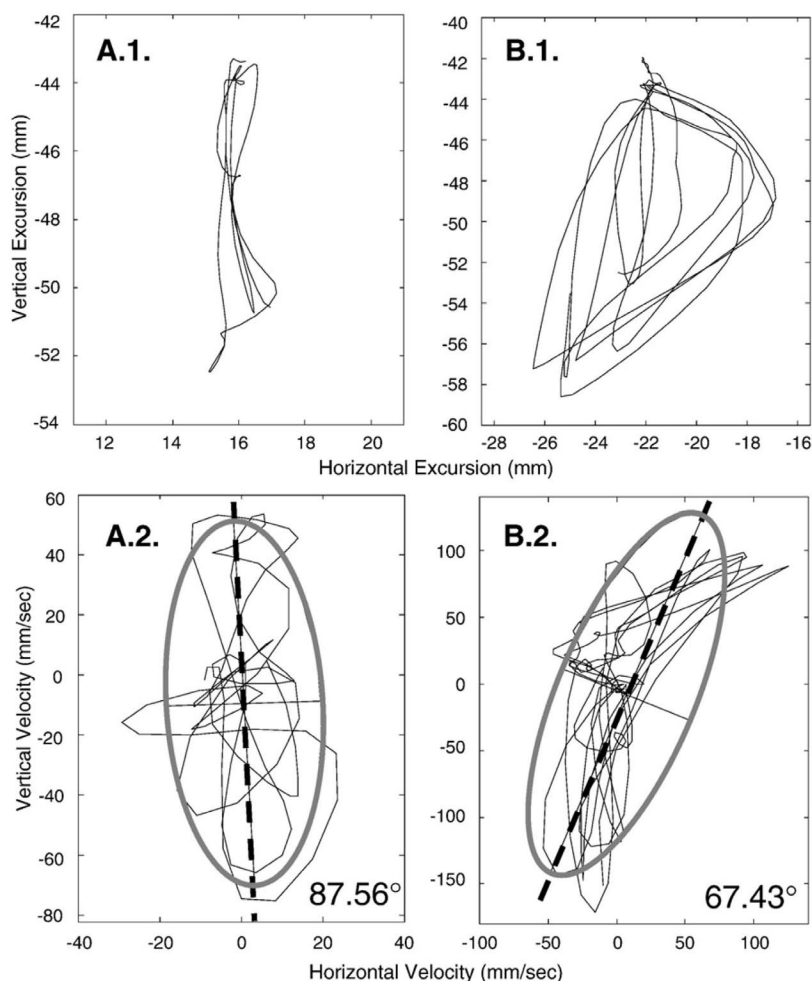 A.1.
-42
-44
-46
-48
-50
-52
-54
12 14 16 18 20
Vertical Excursion (mm)
B.1.
-40
-42
-44
-46
-48
-50
-52
-54
-56
-58
-60
-28 -26 -24 -22 -20 -18 -16
Horizontal Excursion (mm)
A.2.
60
40
20
0
-20
-40
-60
-80
-40 -20 0 20 40
Vertical Velocity (mm/sec)
87.56°
B.2.
100
50
0
-50
-100
-150
-100 -50 0 50 100
67.43°
Horizontal Velocity (mm/sec)